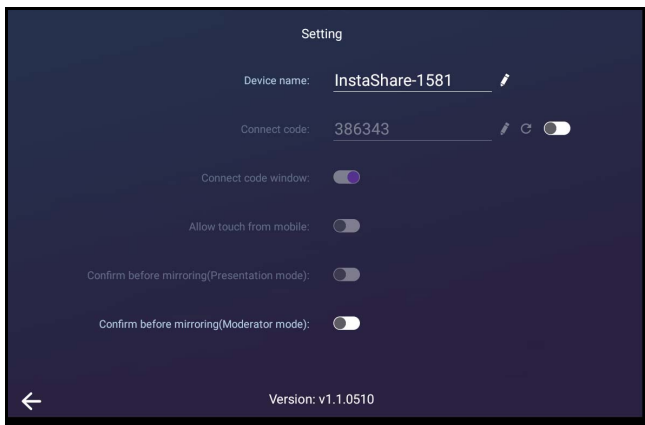 Setting
Device name: InstaShare-1581
Connect code: 386343
Connect code window:
Allow touch from mobile:
Confirm before mirroring(Presentation mode):
Confirm before mirroring(Moderator mode):
Version: v1.1.0510